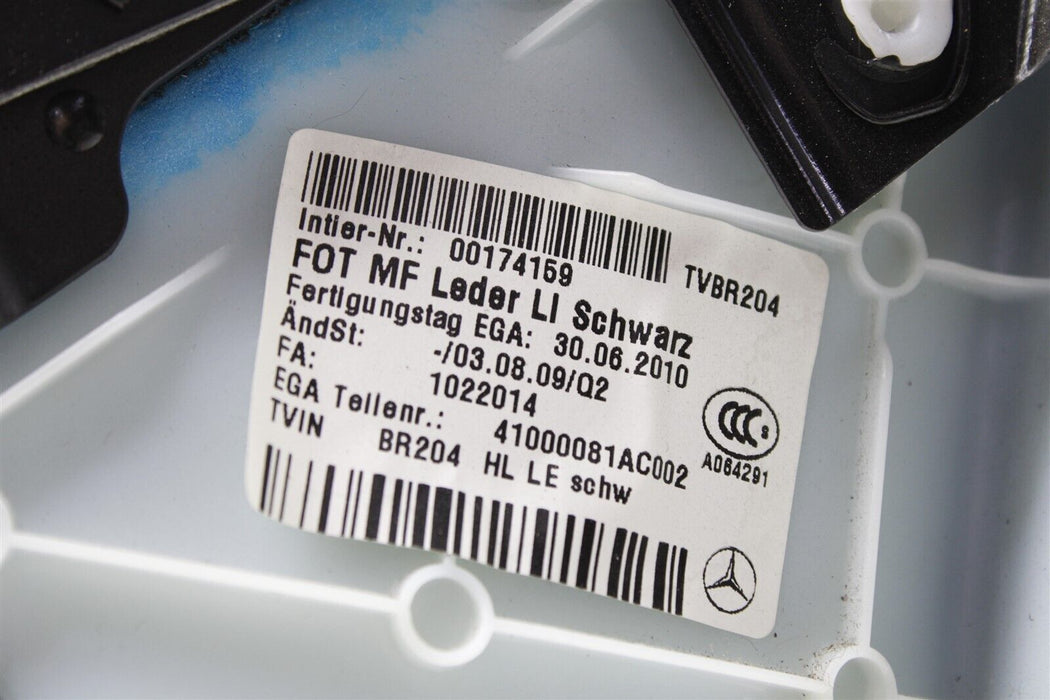 Intier-Nr.: 00174159 TVBR204
FOT MF Leder LI Schwarz
Fertigungstag EGA: 30.06.2010
ÄndSt: -/03.08.09/Q2
FA: 1022014
EGA Teilenr.: 41000081AC002
TVIN BR204 HL LE schw
CCC S
A064291